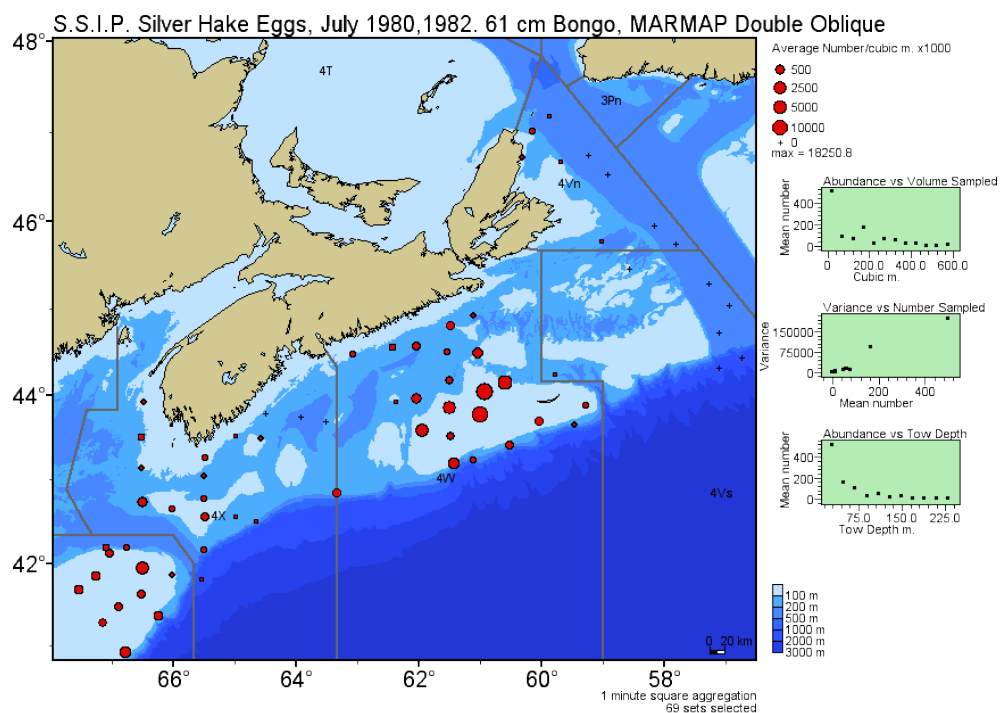 S.S.I.P. Silver Hake Eggs, July 1980,1982. 61 cm Bongo, MARMAP Double Oblique
48°
46°
44°
42°
66°
64°
62°
60°
58°
4T
3Pn
4Vn
4W
4X
4Vs
0 20 km
1 minute square aggregation
69 sets selected
Average Number/cubic m. x1000
500
2500
5000
10000
0
max = 18250.8
Abundance vs Volume Sampled
Mean number
400
200
0
0 200.0 400.0 600.0
Cubic m.
Variance vs Number Sampled
Variance
150000
75000
0
0 200 400
Mean number
Abundance vs Tow Depth
Mean number
400
200
0
75.0 150.0 225.0
Tow Depth m.
100 m
200 m
500 m
1000 m
2000 m
3000 m